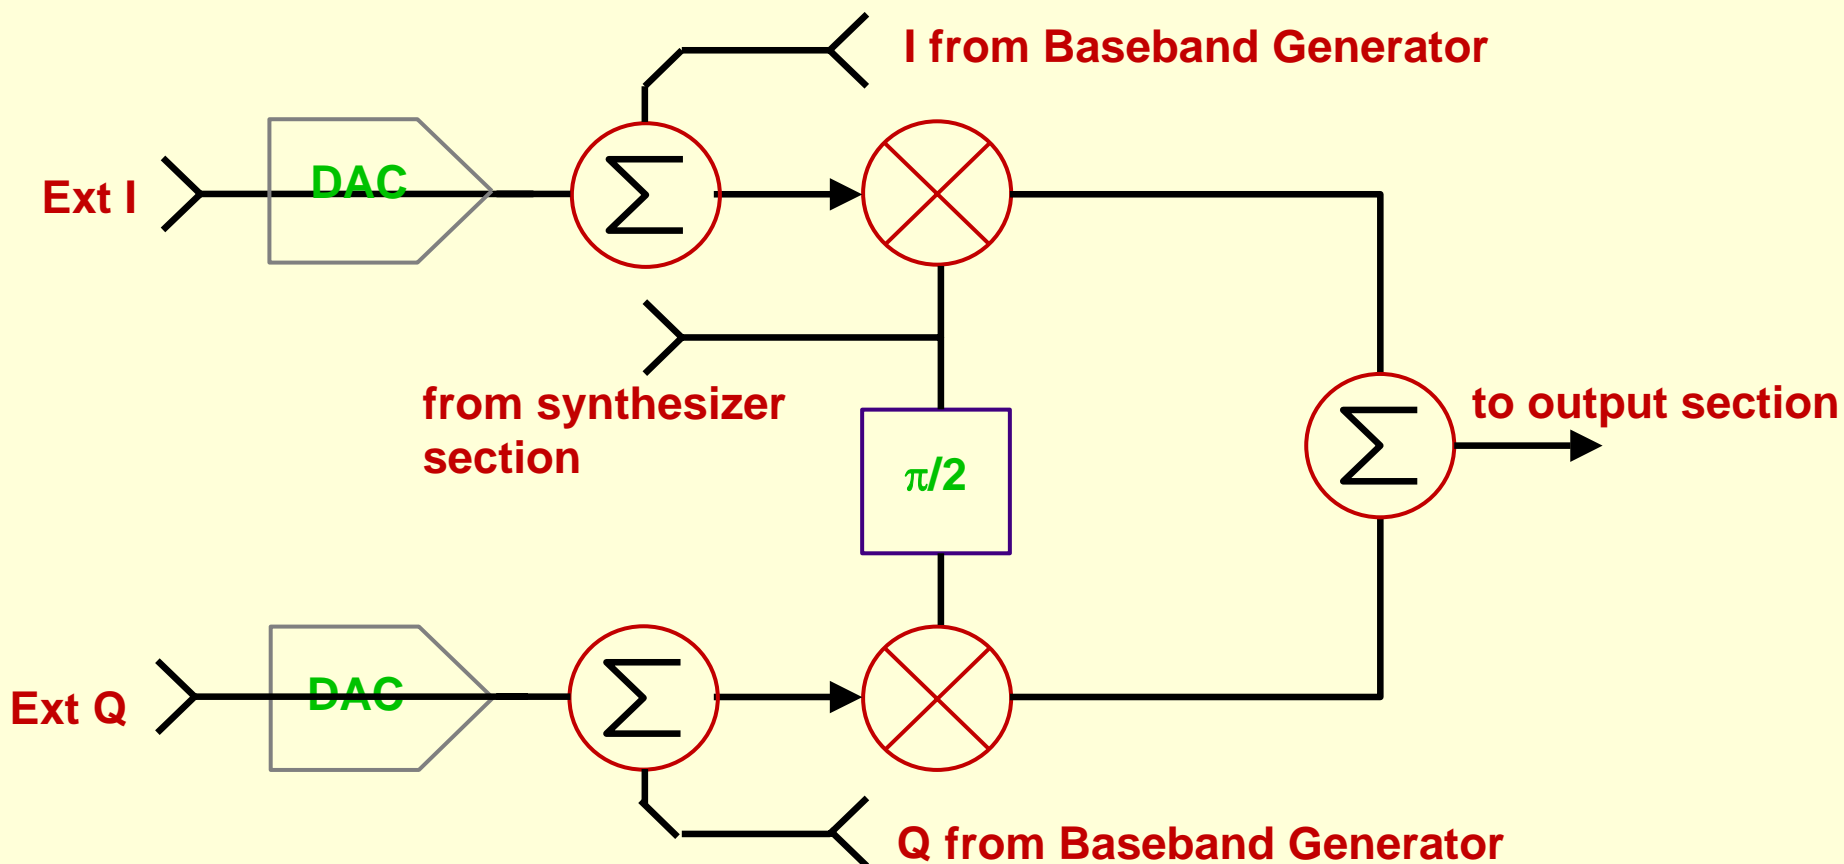 I from Baseband Generator
DAC
Ext I
Σ
from synthesizer
section
to output section
Σ
π/2
DAC
Ext Q
Σ
Q from Baseband Generator